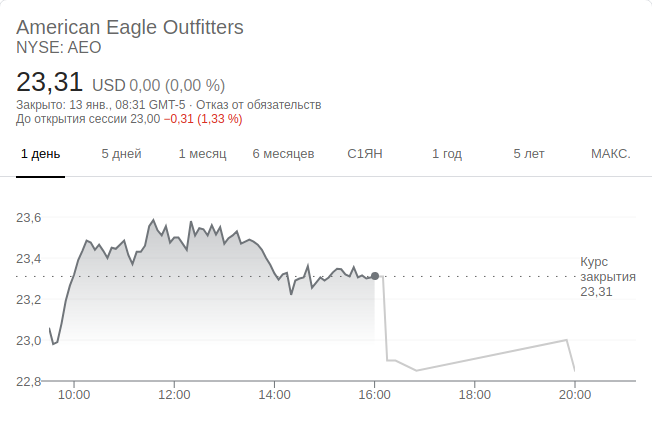 American Eagle Outfitters
NYSE: AEO
23,31 USD 0,00 (0,00 %)
Закрыто: 13 янв., 08:31 GMT-5 · Отказ от обязательств
До открытия сессии 23,00 −0,31 (1,33 %)
1 день 5 дней 1 месяц 6 месяцев С1ЯН 1 год 5 лет МАКС.
23,6
23,4
Курс
закрытия
23,31
23,2
23,0
22,8
10:00 12:00 14:00 16:00 18:00 20:00